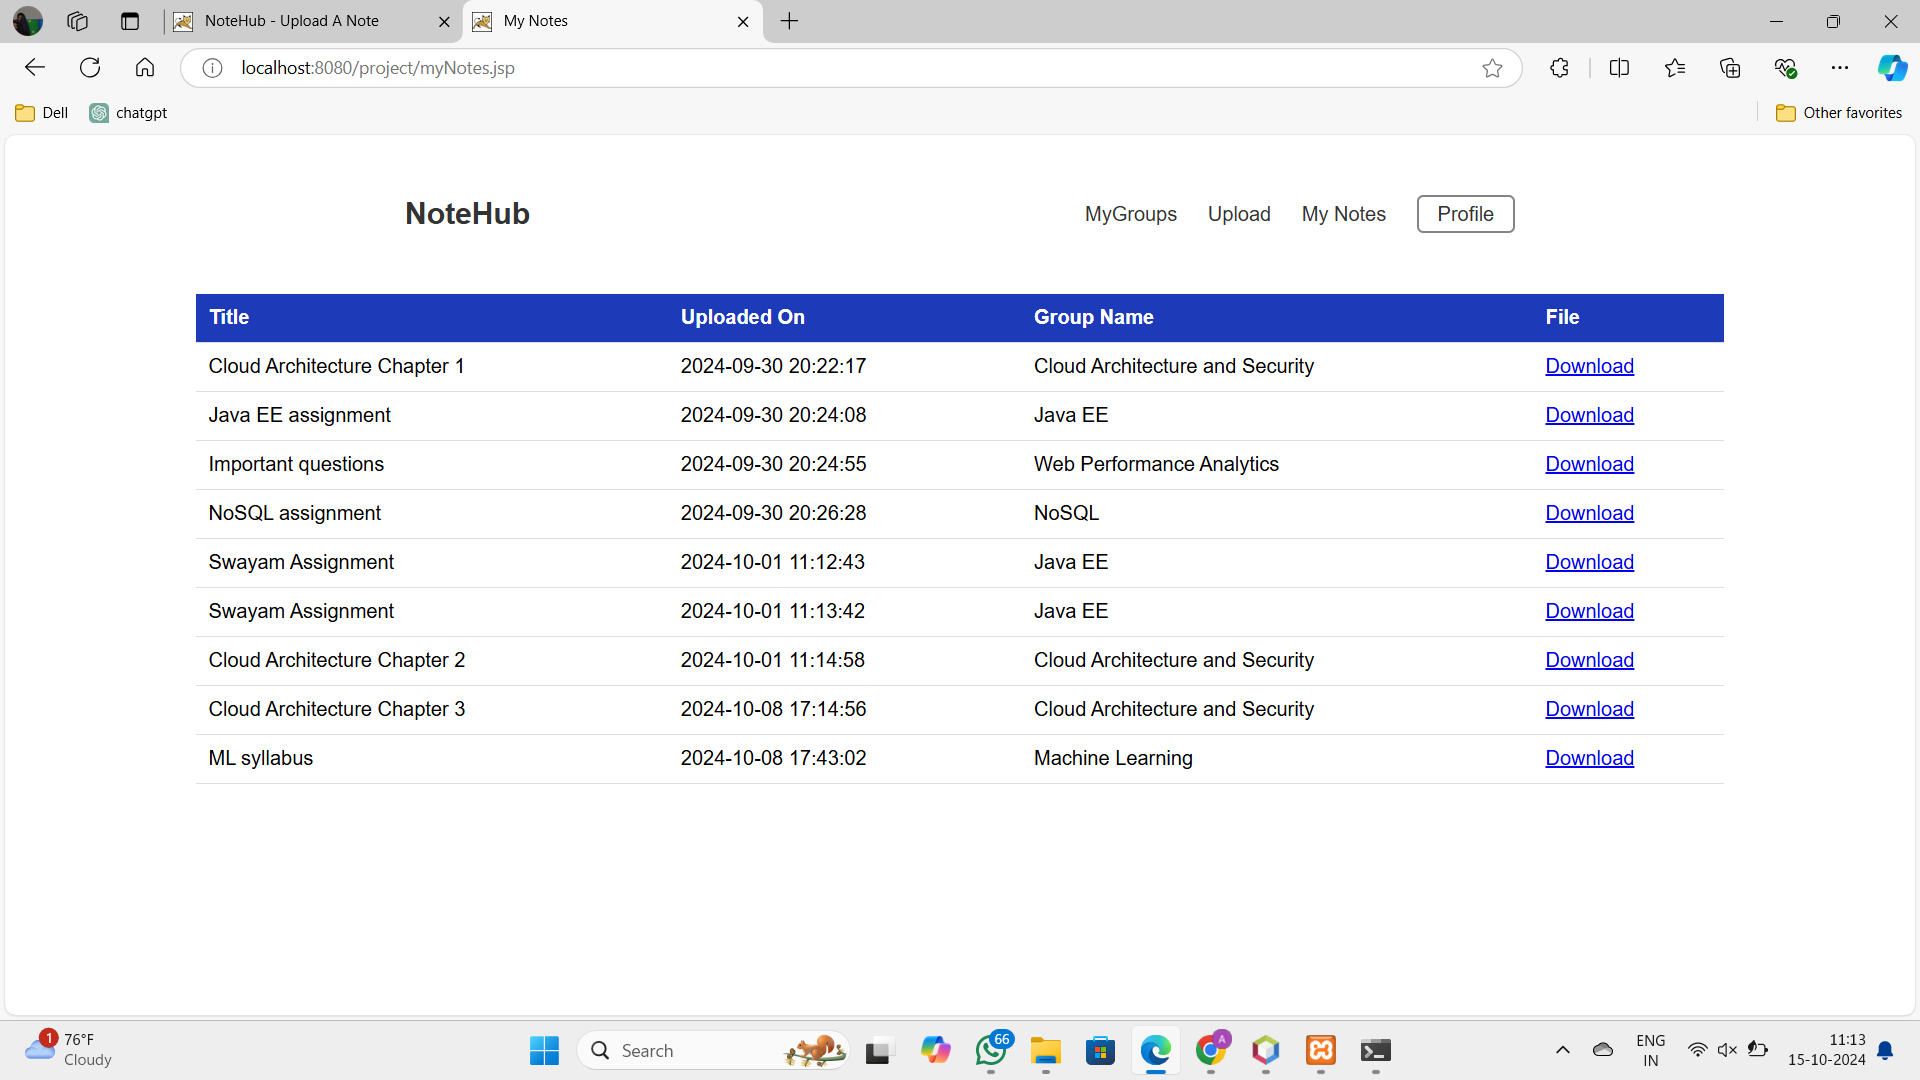 NoteHub - Upload A Note
My Notes
localhost:8080/project/myNotes.jsp
Dell
chatgpt
Other favorites
NoteHub
MyGroups Upload My Notes Profile
Title Uploaded On Group Name File
Cloud Architecture Chapter 1 2024-09-30 20:22:17 Cloud Architecture and Security Download
Java EE assignment 2024-09-30 20:24:08 Java EE Download
Important questions 2024-09-30 20:24:55 Web Performance Analytics Download
NoSQL assignment 2024-09-30 20:26:28 NoSQL Download
Swayam Assignment 2024-10-01 11:12:43 Java EE Download
Swayam Assignment 2024-10-01 11:13:42 Java EE Download
Cloud Architecture Chapter 2 2024-10-01 11:14:58 Cloud Architecture and Security Download
Cloud Architecture Chapter 3 2024-10-08 17:14:56 Cloud Architecture and Security Download
ML syllabus 2024-10-08 17:43:02 Machine Learning Download
1
76°F
Cloudy
Search
66
A
ENG
IN
11:13
15-10-2024